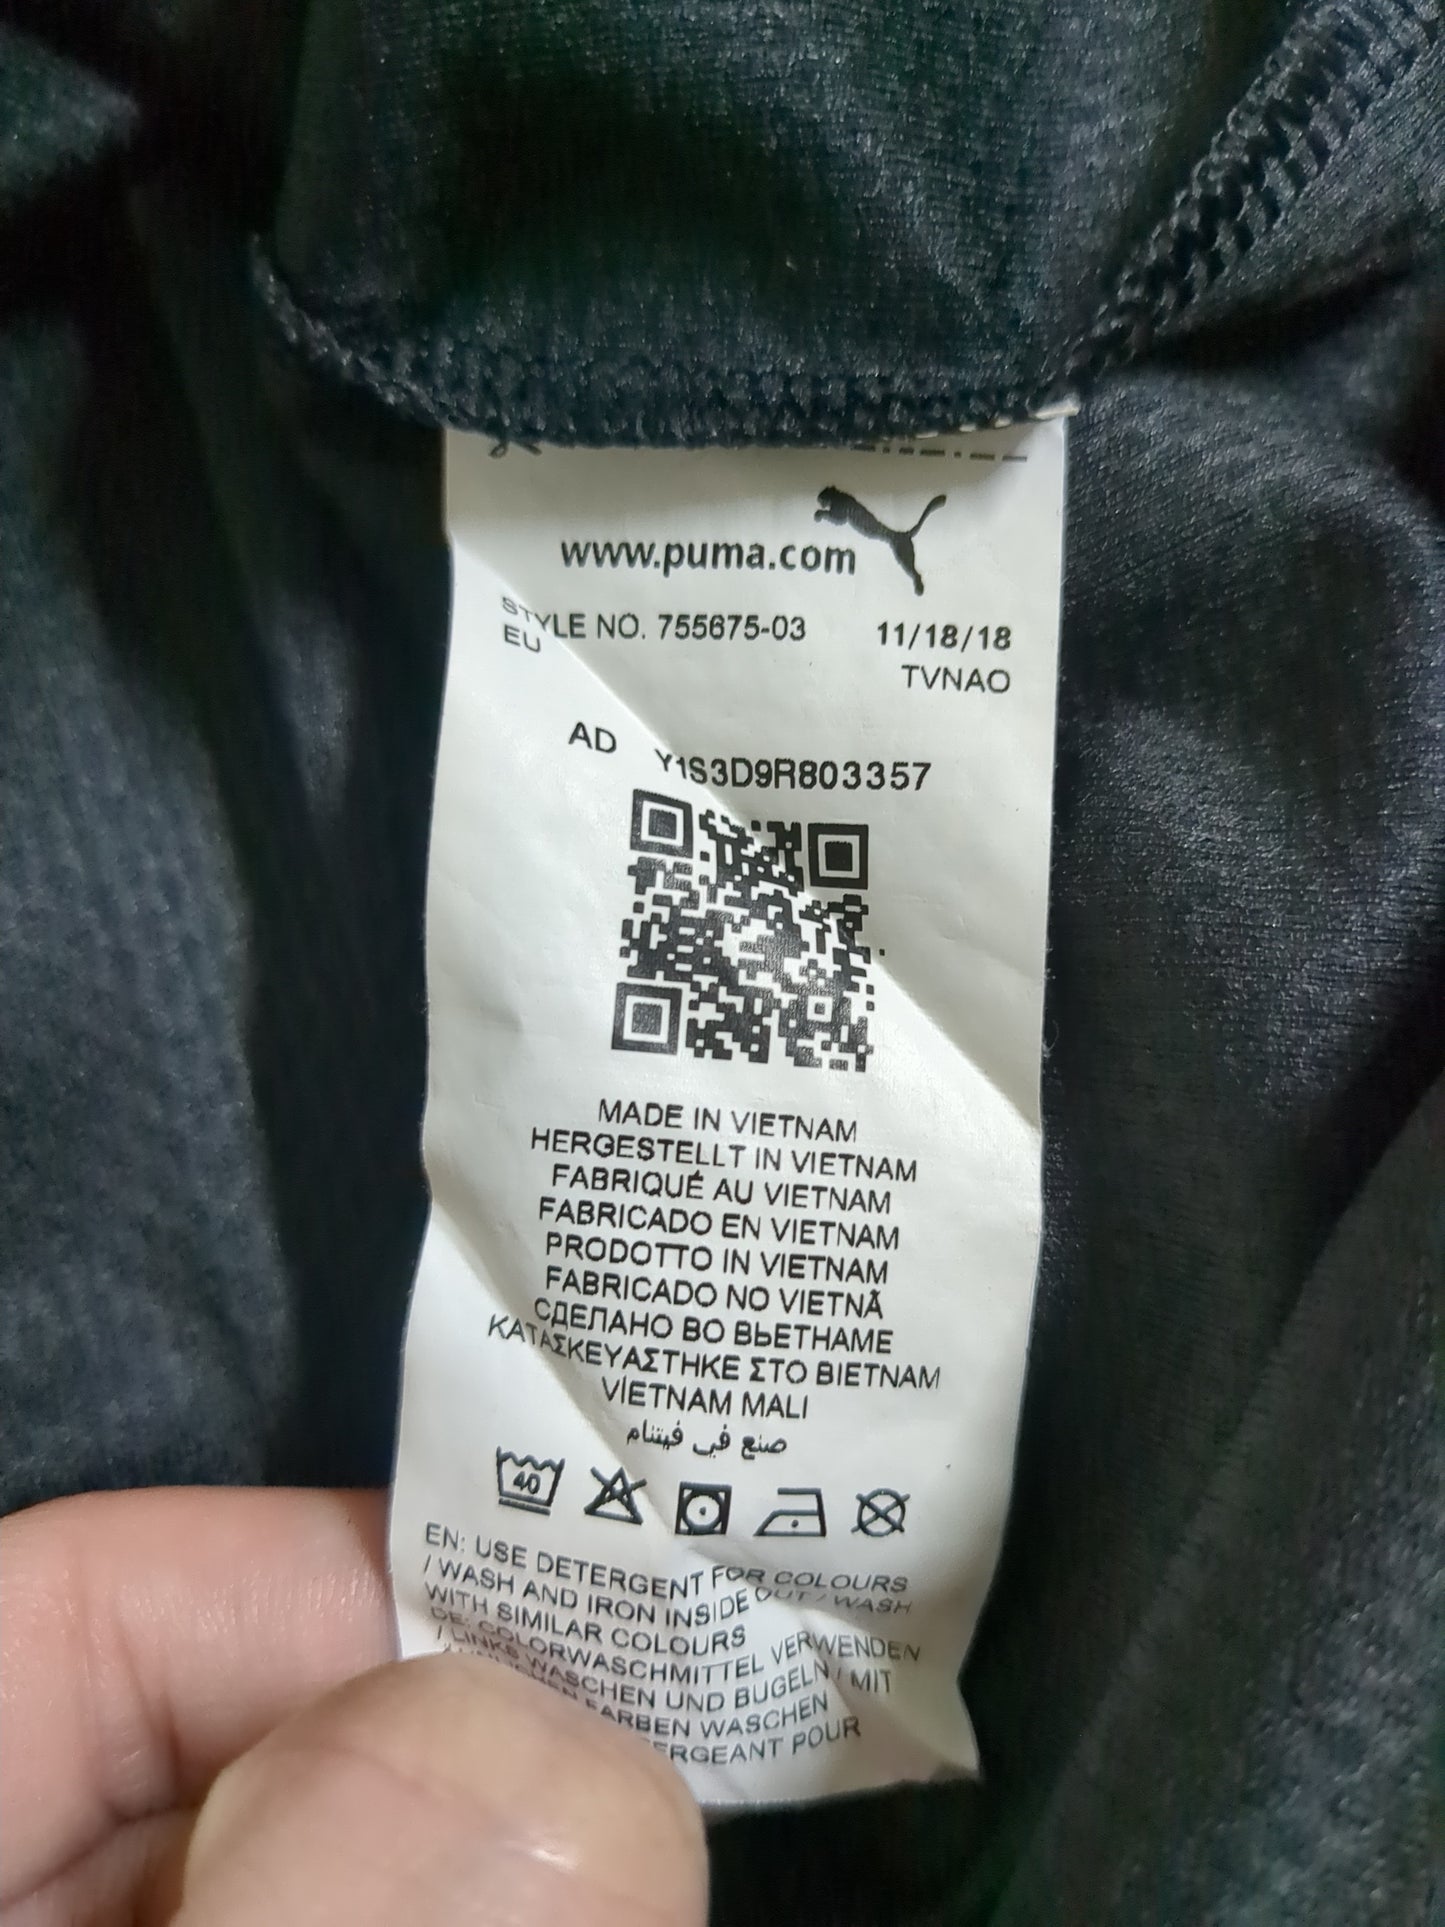 www.puma.com
STYLE NO. 755675-03 11/18/18
EU TVNAO
AD Y1S3D9R803357
MADE IN VIETNAM
HERGESTELLT IN VIETNAM
FABRIQUÉ AU VIETNAM
FABRICADO EN VIETNAM
PRODOTTO IN VIETNAM
FABRICADO NO VIETNÃ
СДЕЛАНО ВО ВЬЕТНАМЕ
ΚΑΤΑΣΚΕΥΑΣΤΗΚΕ ΣΤΟ ΒΙΕΤΝΑΜ
VIETNAM MALI
صنع في فيتنام
40
EN: USE DETERGENT FOR COLOURS
/ WASH AND IRON INSIDE OUT / WASH
WITH SIMILAR COLOURS
DE: COLORWASCHMITTEL VERWENDEN
/ LINKS WASCHEN UND BUGELN / MIT
FARBEN WASCHEN
POUR